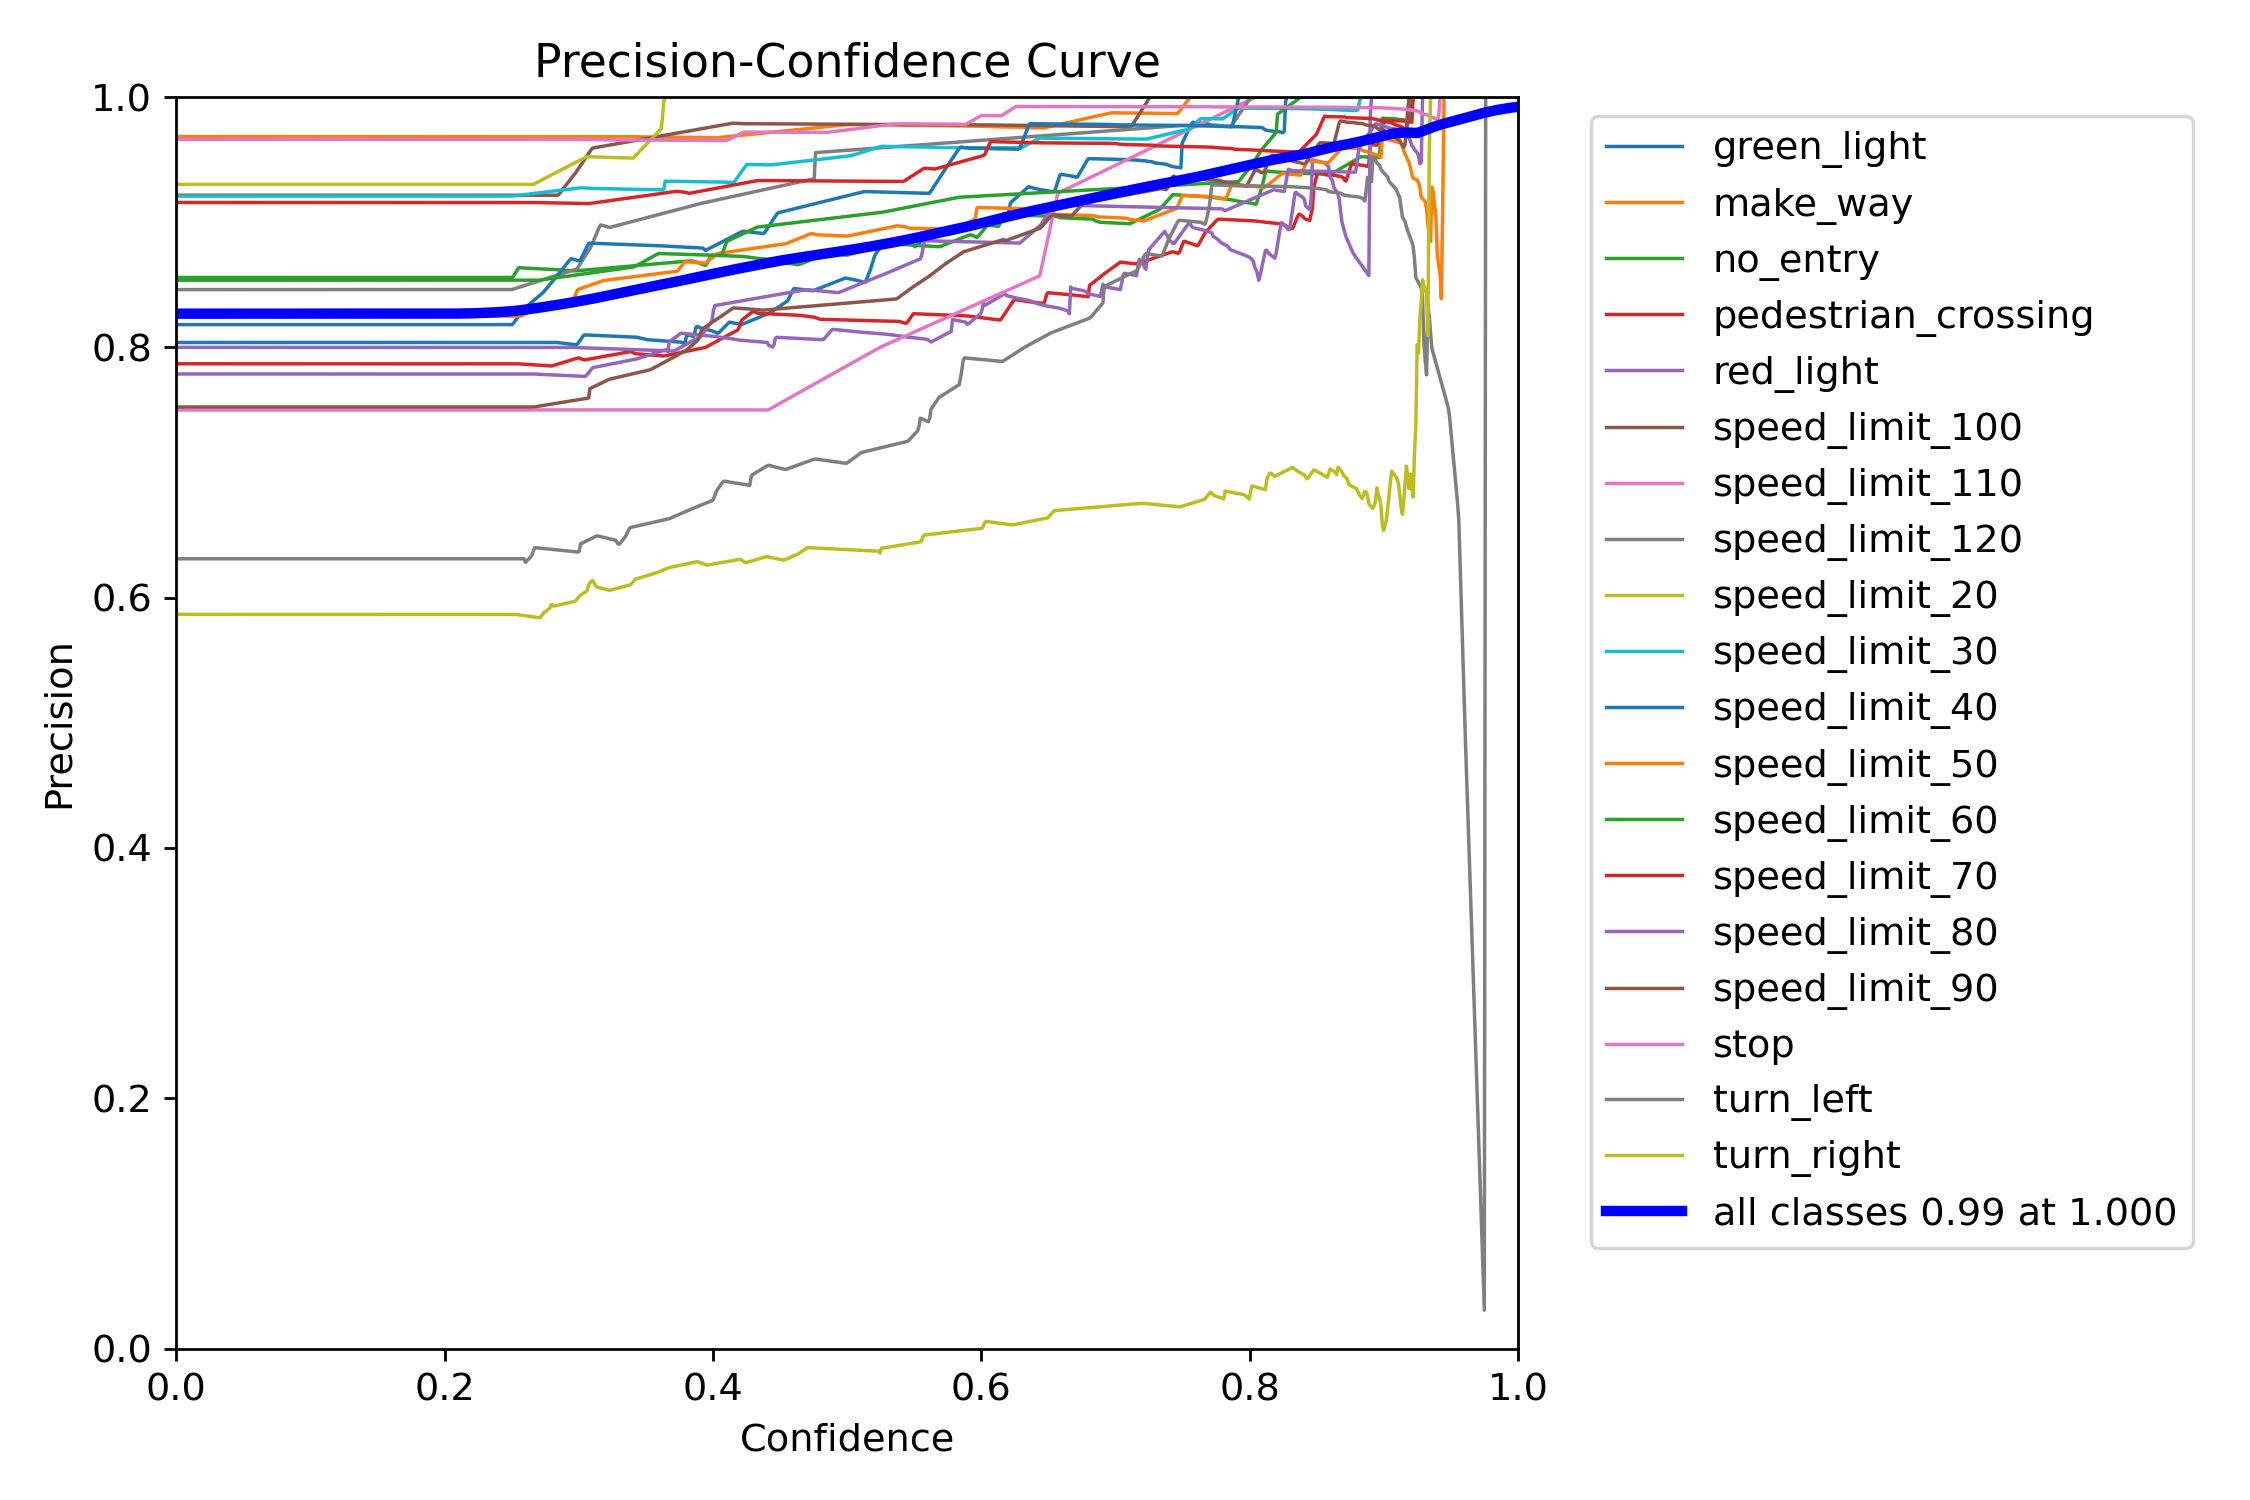 Precision-Confidence Curve
1.0
0.8
0.6
0.4
0.2
0.0
Precision
0.0 0.2 0.4 0.6 0.8 1.0
Confidence
green_light
make_way
no_entry
pedestrian_crossing
red_light
speed_limit_100
speed_limit_110
speed_limit_120
speed_limit_20
speed_limit_30
speed_limit_40
speed_limit_50
speed_limit_60
speed_limit_70
speed_limit_80
speed_limit_90
stop
turn_left
turn_right
all classes 0.99 at 1.000